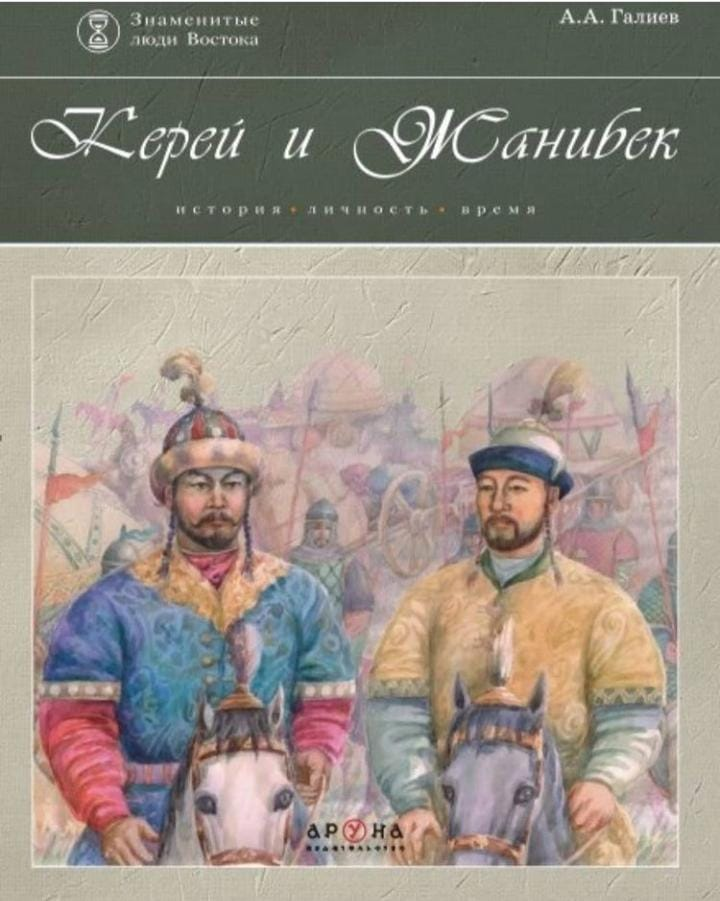 Знаменитые
люди Востока
А.А. Галиев
Керей и Жанибек
история • личность • время
АРУНА
издательство